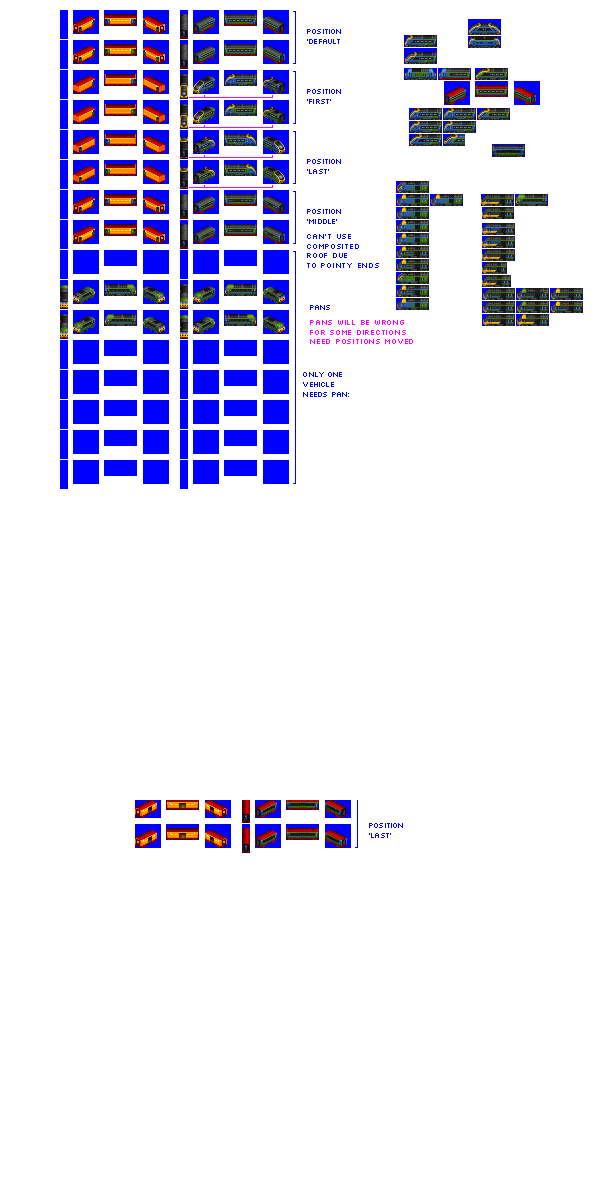 POSITION
'DEFAULT
POSITION
'FIRST'
POSITION
'LAST'
POSITION
'MIDDLE'
CAN'T USE
COMPOSITED
ROOF DUE
TO POINTY ENDS
PANS
PANS WILL BE WRONG
FOR SOME DIRECTIONS
NEED POSITIONS MOVED
ONLY ONE
VEHICLE
NEEDS PAN:
POSITION
'LAST'